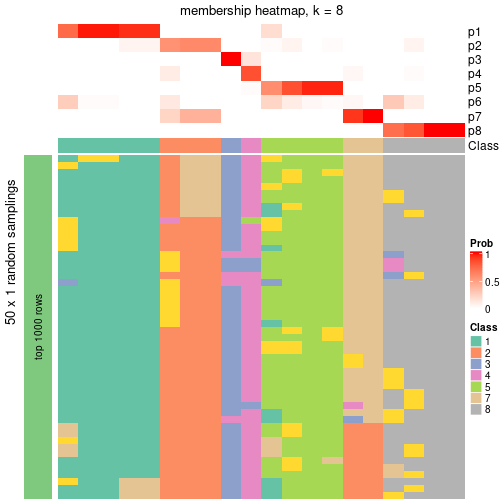 membership heatmap, k = 8
p1
p2
p3
p4
p5
p6
p7
p8
Class
50 x 1 random samplings
top 1000 rows
Prob
1
0.5
0
Class
1
2
3
4
5
7
8